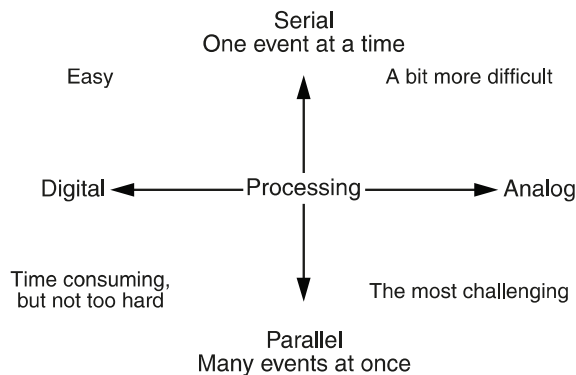 Serial
One event at a time
Easy
A bit more difficult
Digital
Processing
Analog
Time consuming,
but not too hard
The most challenging
Parallel
Many events at once